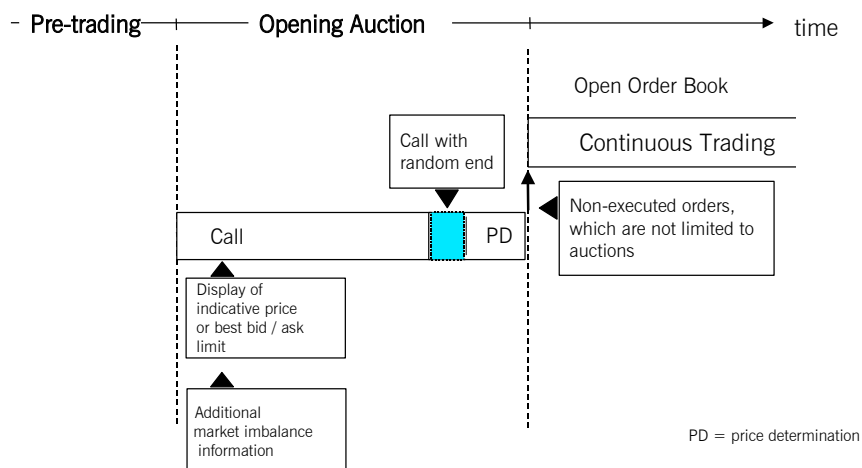 Pre-trading
Opening Auction
time
Open Order Book
Call with
random end
Continuous Trading
Call
PD
Non-executed orders,
which are not limited to
auctions
Display of
indicative price
or best bid / ask
limit
Additional
market imbalance
information
PD = price determination